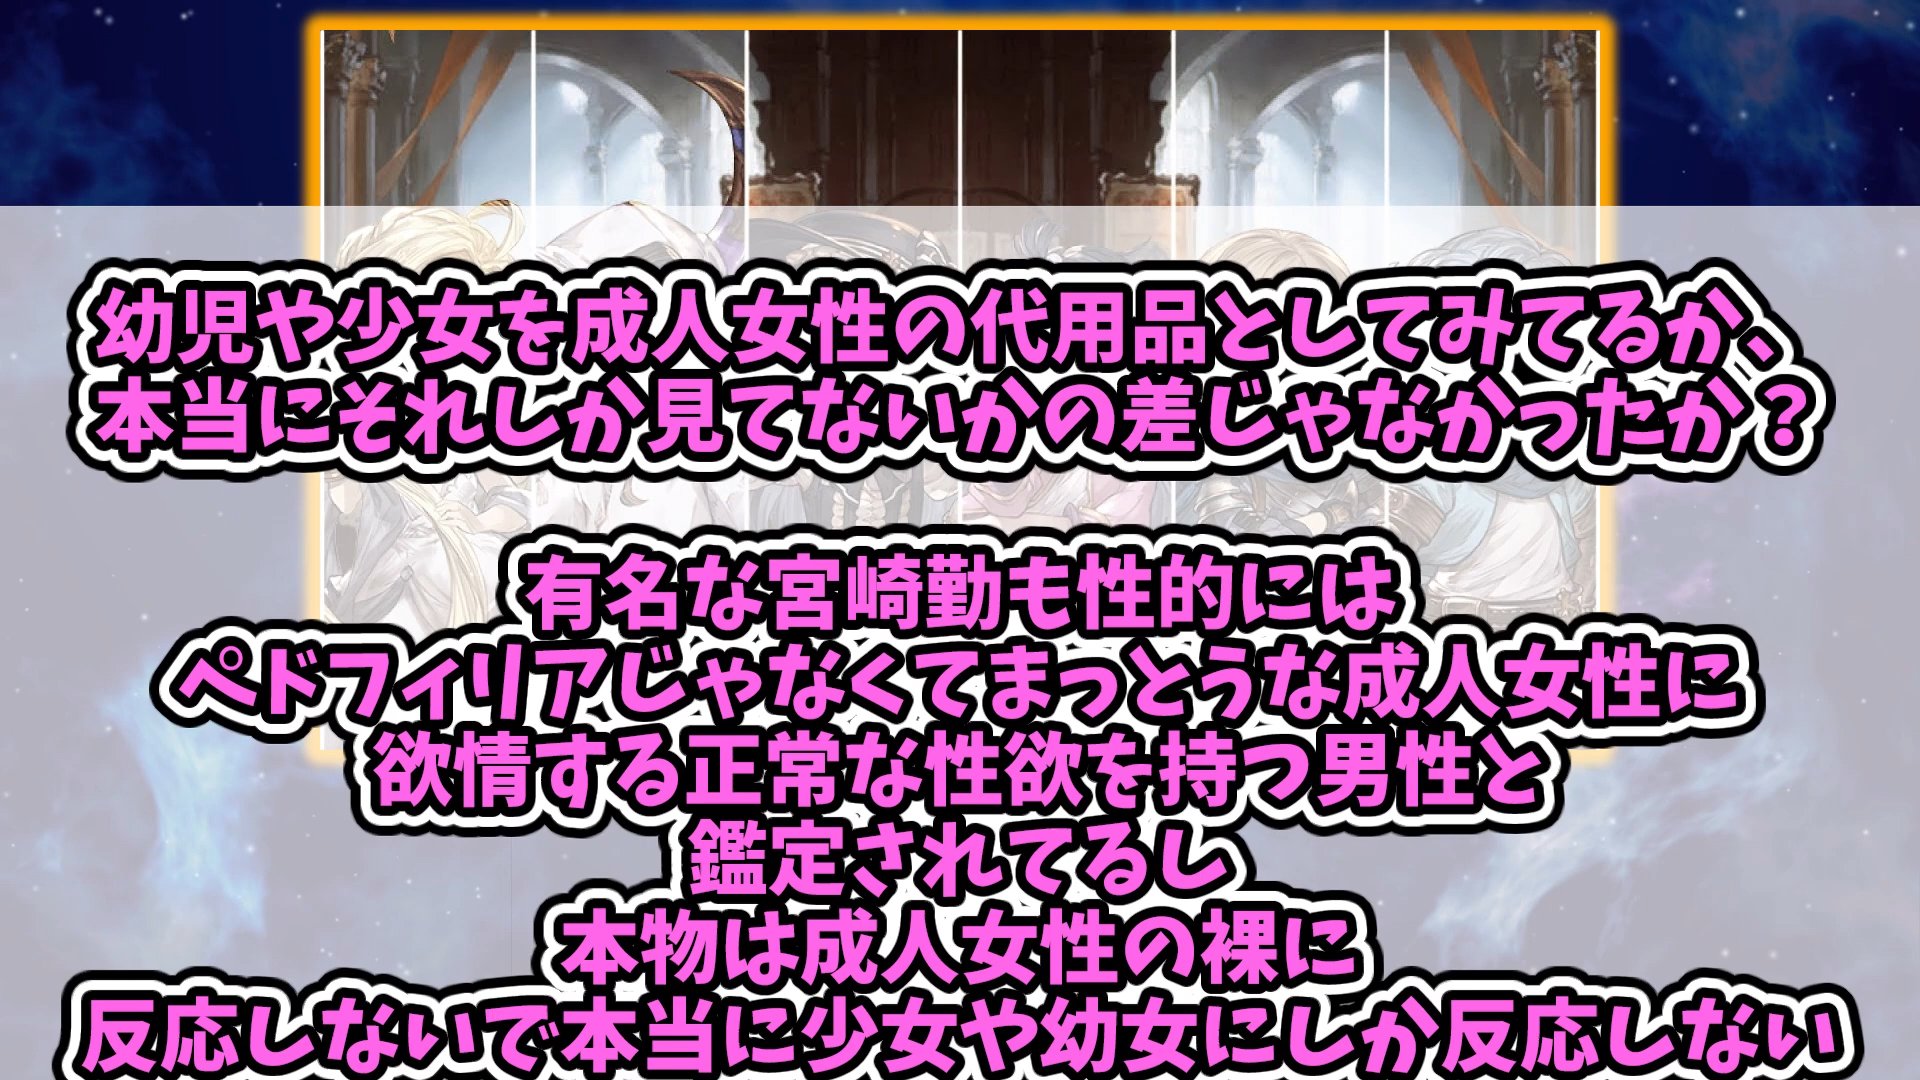 幼児や少女を成人女性の代用品としてみてるか、
本当にそれしか見てないかの差じゃなかったか？
有名な宮崎勤も性的には
ペドフィリアじゃなくてまっとうな成人女性に
欲情する正常な性欲を持つ男性と
鑑定されてるし
本物は成人女性の裸に
反応しないで本当に少女や幼女にしか反応しない